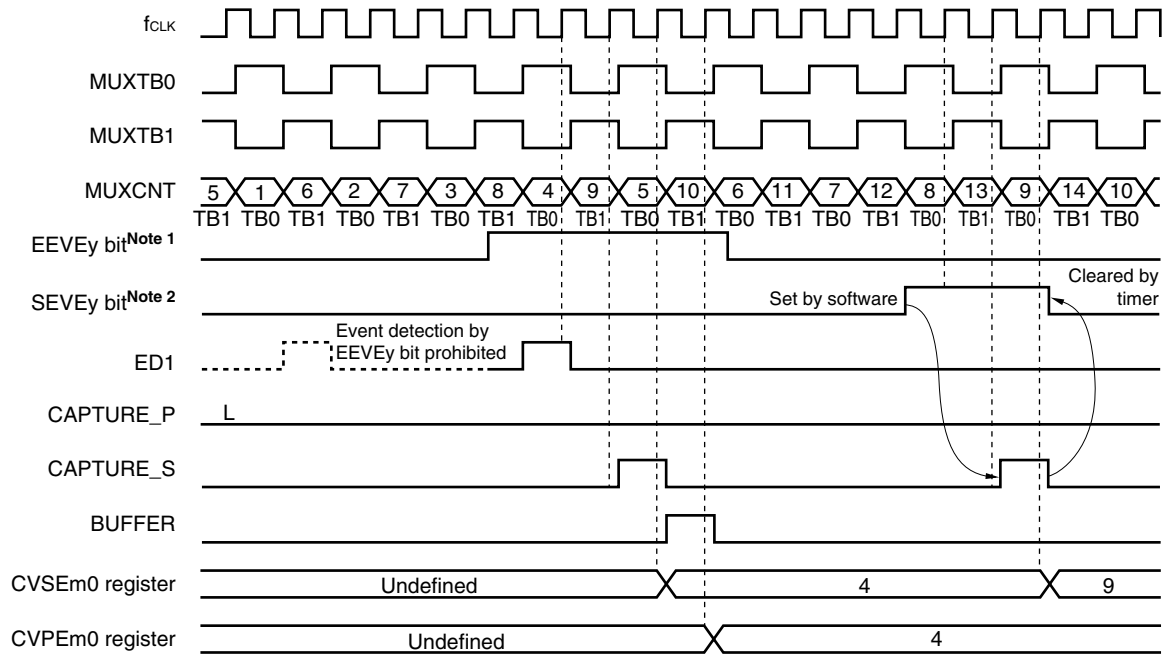 fCLK
MUXTB0
MUXTB1
MUXCNT 5 1 6 2 7 3 8 4 9 5 10 6 11 7 12 8 13 9 14 10
TB1 TB0 TB1 TB0 TB1 TB0 TB1 TB0 TB1 TB0 TB1 TB0 TB1 TB0 TB1 TB0 TB1 TB0 TB1 TB0
EEVEy bitNote 1
SEVEy bitNote 2
Set by software
Cleared by
timer
ED1
Event detection by
EEVEy bit prohibited
CAPTURE_P L
CAPTURE_S
BUFFER
CVSEm0 register Undefined 4 9
CVPEm0 register Undefined 4